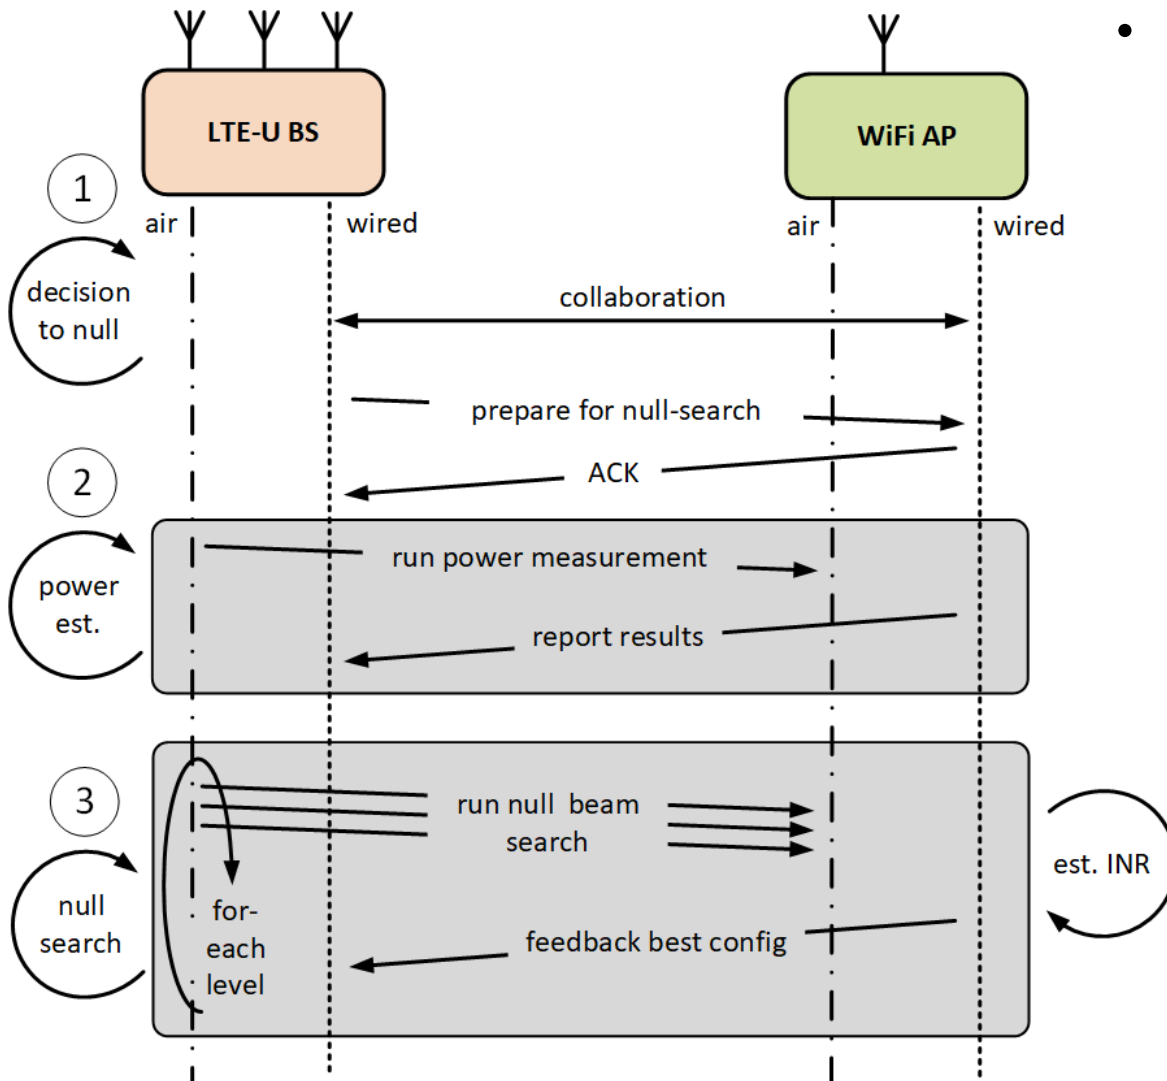 LTE-U BS
WiFi AP
1
air
wired
air
wired
decision
to null
collaboration
prepare for null-search
2
ACK
power
est.
run power measurement
report results
3
run null beam
search
est. INR
null
search
for-
each
level
feedback best config